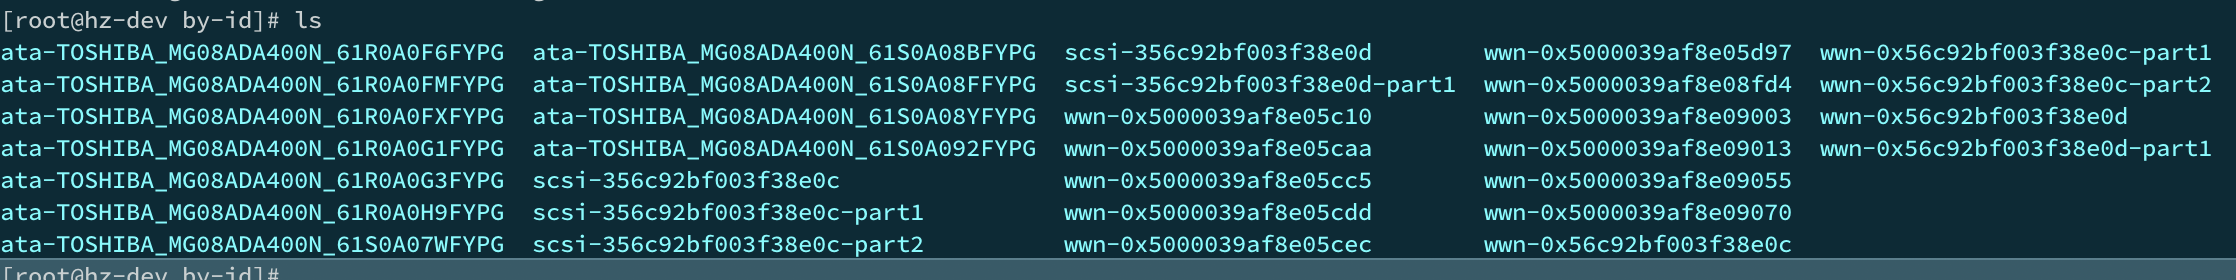 [root@hz-dev by-id]# ls
ata-TOSHIBA_MG08ADA400N_61R0A0F6FYPG  ata-TOSHIBA_MG08ADA400N_61S0A08BFYPG  scsi-356c92bf003f38e0d        wwn-0x5000039af8e05d97  wwn-0x56c92bf003f38e0c-part1
ata-TOSHIBA_MG08ADA400N_61R0A0FMFYPG  ata-TOSHIBA_MG08ADA400N_61S0A08FFYPG  scsi-356c92bf003f38e0d-part1  wwn-0x5000039af8e08fd4  wwn-0x56c92bf003f38e0c-part2
ata-TOSHIBA_MG08ADA400N_61R0A0FXFYPG  ata-TOSHIBA_MG08ADA400N_61S0A08YFYPG  wwn-0x5000039af8e05c10        wwn-0x5000039af8e09003  wwn-0x56c92bf003f38e0d
ata-TOSHIBA_MG08ADA400N_61R0A0G1FYPG  ata-TOSHIBA_MG08ADA400N_61S0A092FYPG  wwn-0x5000039af8e05caa        wwn-0x5000039af8e09013  wwn-0x56c92bf003f38e0d-part1
ata-TOSHIBA_MG08ADA400N_61R0A0G3FYPG  scsi-356c92bf003f38e0c                wwn-0x5000039af8e05cc5        wwn-0x5000039af8e09055
ata-TOSHIBA_MG08ADA400N_61R0A0H9FYPG  scsi-356c92bf003f38e0c-part1          wwn-0x5000039af8e05cdd        wwn-0x5000039af8e09070
ata-TOSHIBA_MG08ADA400N_61S0A07WFYPG  scsi-356c92bf003f38e0c-part2          wwn-0x5000039af8e05cec        wwn-0x56c92bf003f38e0c
[root@hz-dev by-id]#